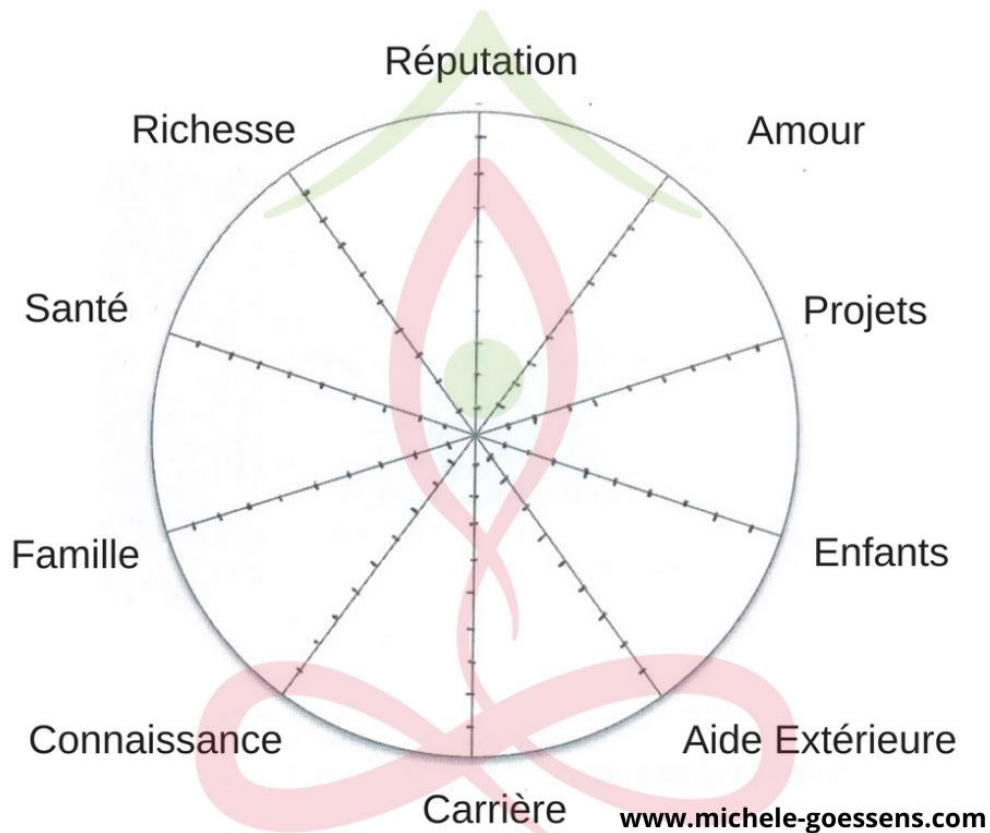 Réputation
Richesse
Amour
Santé
Projets
Famille
Enfants
Connaissance
Aide Extérieure
Carrière
www.michele-goessens.com